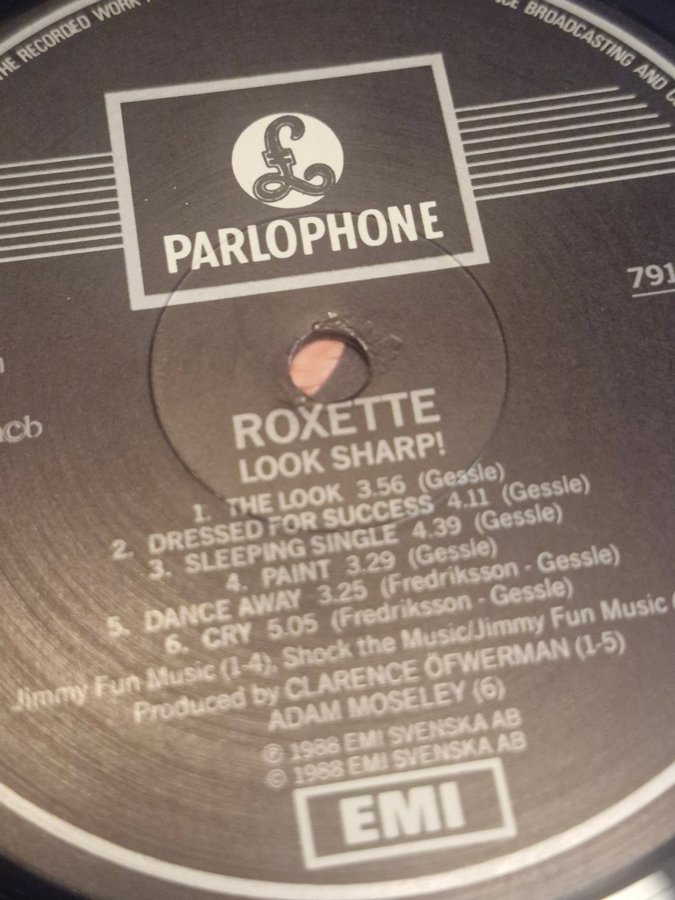 THE RECORDED WORK
CE BROADCASTING AND
£
PARLOPHONE
791
ncb
ROXETTE
LOOK SHARP!
1. THE LOOK 3.56 (Gessle)
2. DRESSED FOR SUCCESS 4.11 (Gessle)
3. SLEEPING SINGLE 4.39 (Gessle)
4. PAINT 3.29 (Gessle)
5. DANCE AWAY 3.25 (Fredriksson - Gessle)
6. CRY 5.05 (Fredriksson - Gessle)
Jimmy Fun Music (1-4), Shock the Music/Jimmy Fun Music (
Produced by CLARENCE ÖFWERMAN (1-5)
ADAM MOSELEY (6)
℗ 1988 EMI SVENSKA AB
© 1988 EMI SVENSKA AB
EMI